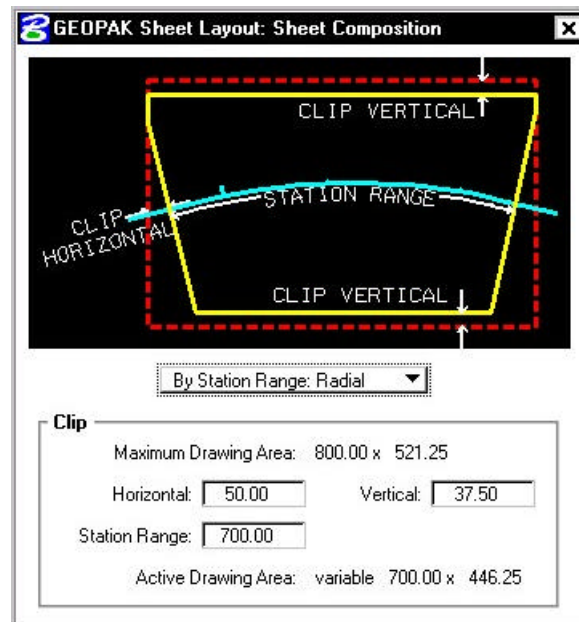 GEOPAK Sheet Layout: Sheet Composition
CLIP VERTICAL
STATION RANGE
CLIP
HORIZONTAL
CLIP VERTICAL
By Station Range: Radial
Clip
Maximum Drawing Area: 800.00 x 521.25
Horizontal: 50.00 Vertical: 37.50
Station Range: 700.00
Active Drawing Area: variable 700.00 x 446.25